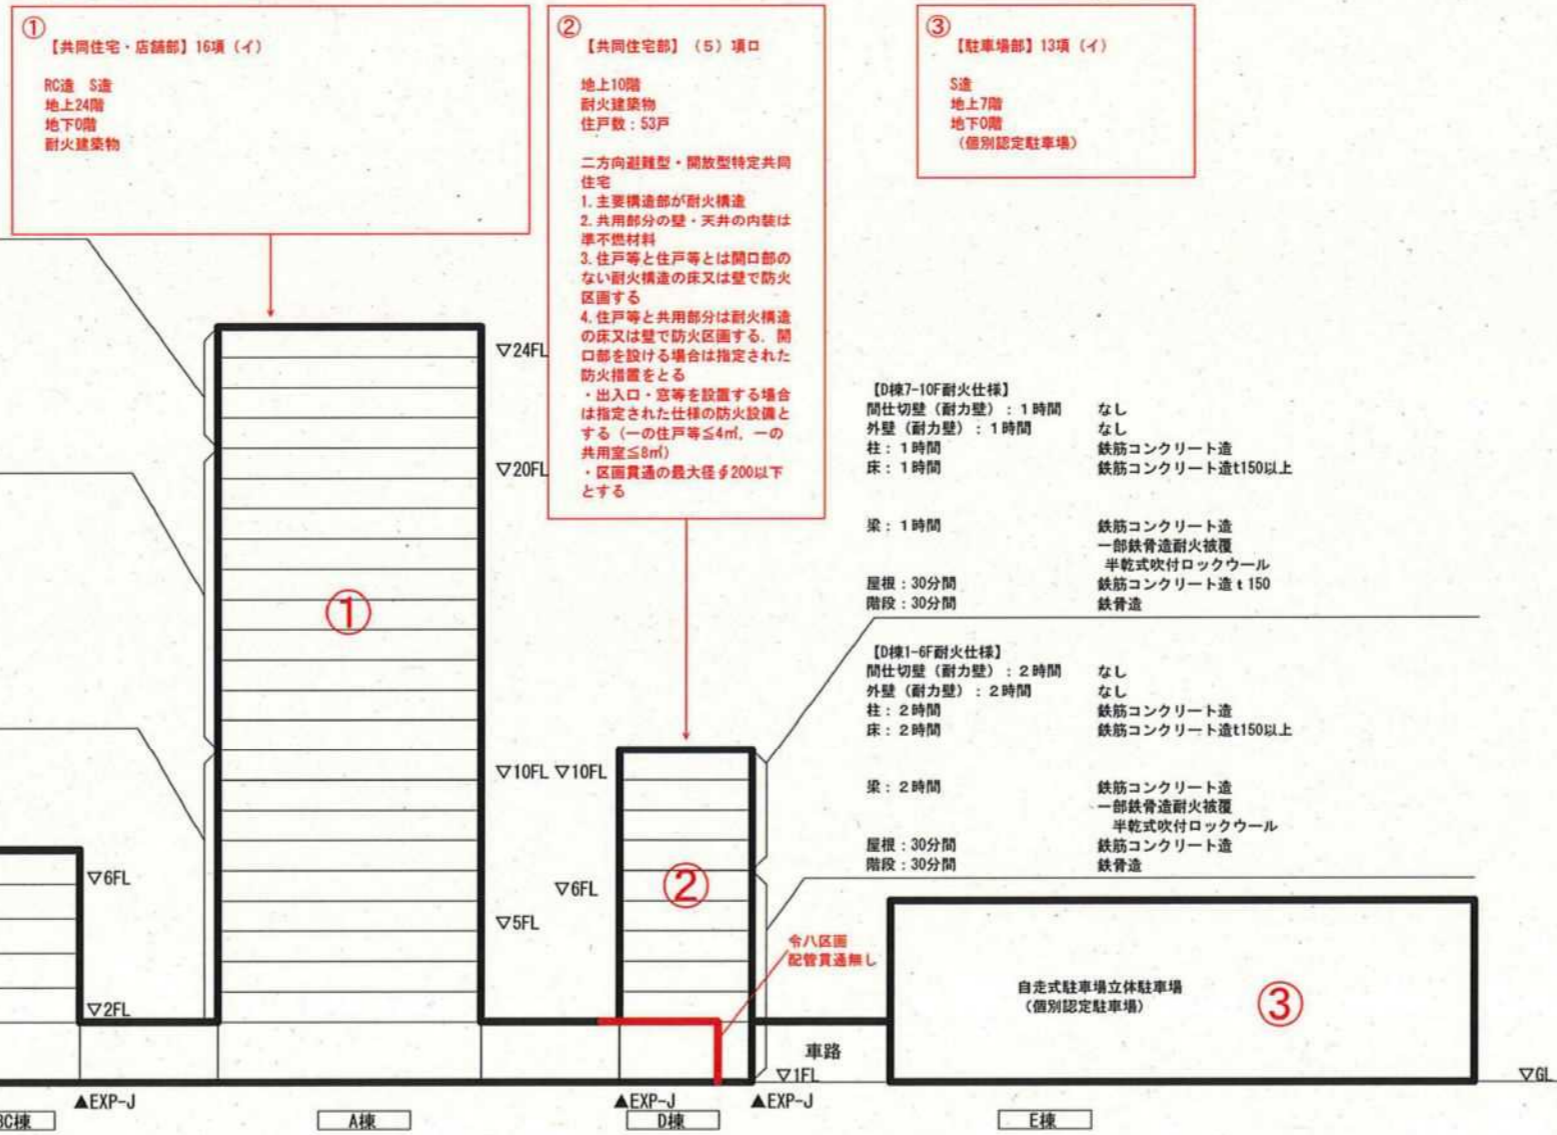 ①
【共同住宅・店舗部】16項（イ）
RC造　S造
地上24階
地下0階
耐火建築物
②
【共同住宅部】（５）項ロ
地上10階
耐火建築物
住戸数：53戸
二方向避難型・開放型特定共同
住宅
1.主要構造部が耐火構造
2.共用部分の壁・天井の内装は
準不燃材料
3.住戸等と住戸等とは開口部の
ない耐火構造の床又は壁で防火
区画する
4.住戸等と共用部分は耐火構造
の床又は壁で防火区画する．開
口部を設ける場合は指定された
防火措置をとる
・出入口・窓等を設置する場合
は指定された仕様の防火設備と
する（一の住戸等≦4㎡，一の
共用室≦8㎡）
・区画貫通の最大径φ200以下
とする
③
【駐車場部】13項（イ）
S造
地上7階
地下0階
（個別認定駐車場）
▽24FL
▽20FL
▽10FL ▽10FL
▽6FL
▽6FL
▽5FL
▽2FL
①
②
【D棟7-10F耐火仕様】
間仕切壁（耐力壁）：１時間　なし
外壁（耐力壁）：１時間　なし
柱：１時間　鉄筋コンクリート造
床：１時間　鉄筋コンクリート造t150以上
梁：１時間　鉄筋コンクリート造
一部鉄骨造耐火被覆
半乾式吹付ロックウール
屋根：30分間　鉄筋コンクリート造ｔ150
階段：30分間　鉄骨造
【D棟1-6F耐火仕様】
間仕切壁（耐力壁）：２時間　なし
外壁（耐力壁）：２時間　なし
柱：２時間　鉄筋コンクリート造
床：２時間　鉄筋コンクリート造t150以上
梁：２時間　鉄筋コンクリート造
一部鉄骨造耐火被覆
半乾式吹付ロックウール
屋根：30分間　鉄筋コンクリート造
階段：30分間　鉄骨造
令八区画
配管貫通無し
自走式駐車場立体駐車場
（個別認定駐車場）
③
車路
▽1FL
▽GL
▲EXP-J
▲EXP-J
▲EXP-J
BC棟
A棟
D棟
E棟